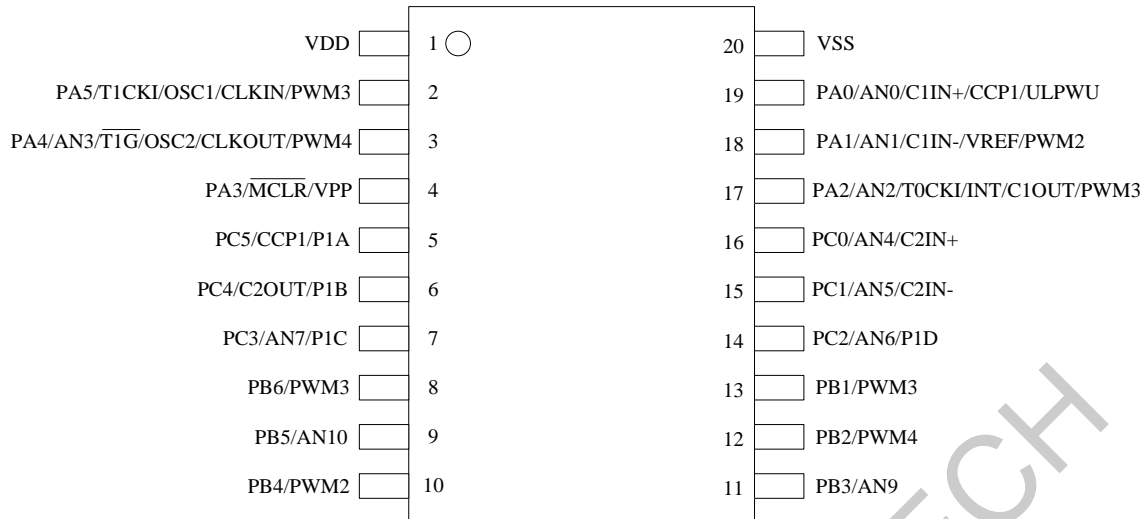 VDD 1 20 VSS
PA5/T1CKI/OSC1/CLKIN/PWM3 2 19 PA0/AN0/C1IN+/CCP1/ULPWU
PA4/AN3/T1G/OSC2/CLKOUT/PWM4 3 18 PA1/AN1/C1IN-/VREF/PWM2
PA3/MCLR/VPP 4 17 PA2/AN2/T0CKI/INT/C1OUT/PWM3
PC5/CCP1/P1A 5 16 PC0/AN4/C2IN+
PC4/C2OUT/P1B 6 15 PC1/AN5/C2IN-
PC3/AN7/P1C 7 14 PC2/AN6/P1D
PB6/PWM3 8 13 PB1/PWM3
PB5/AN10 9 12 PB2/PWM4
PB4/PWM2 10 11 PB3/AN9
ECH